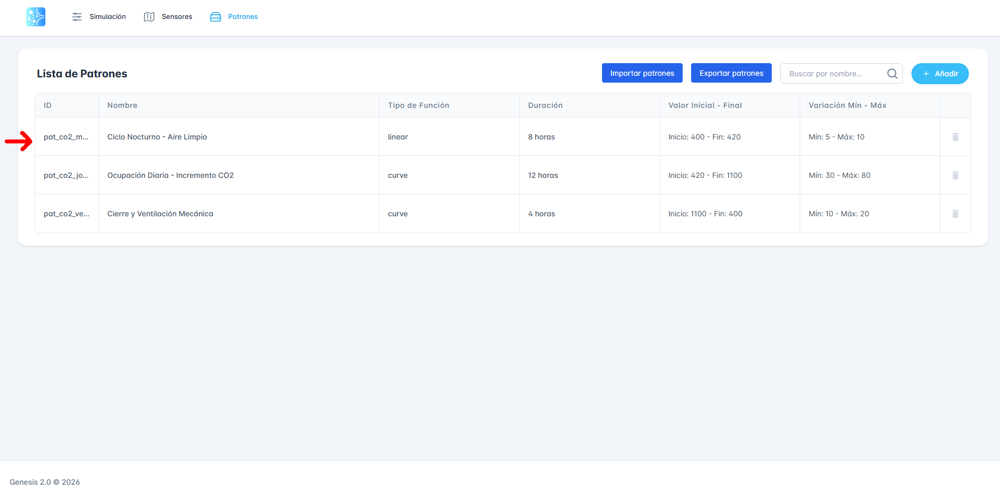 Simulación Sensores Patrones
Lista de Patrones
Importar patrones Exportar patrones Buscar por nombre... + Añadir
ID Nombre Tipo de Función Duración Valor Inicial - Final Variación Mín - Máx
pat_co2_m... Ciclo Nocturno - Aire Limpio linear 8 horas Inicio: 400 - Fin: 420 Mín: 5 - Máx: 10
pat_co2_jo... Ocupación Diaria - Incremento CO2 curve 12 horas Inicio: 420 - Fin: 1100 Mín: 30 - Máx: 80
pat_co2_ve... Cierre y Ventilación Mecánica curve 4 horas Inicio: 1100 - Fin: 400 Mín: 10 - Máx: 20
Genesis 2.0 © 2026